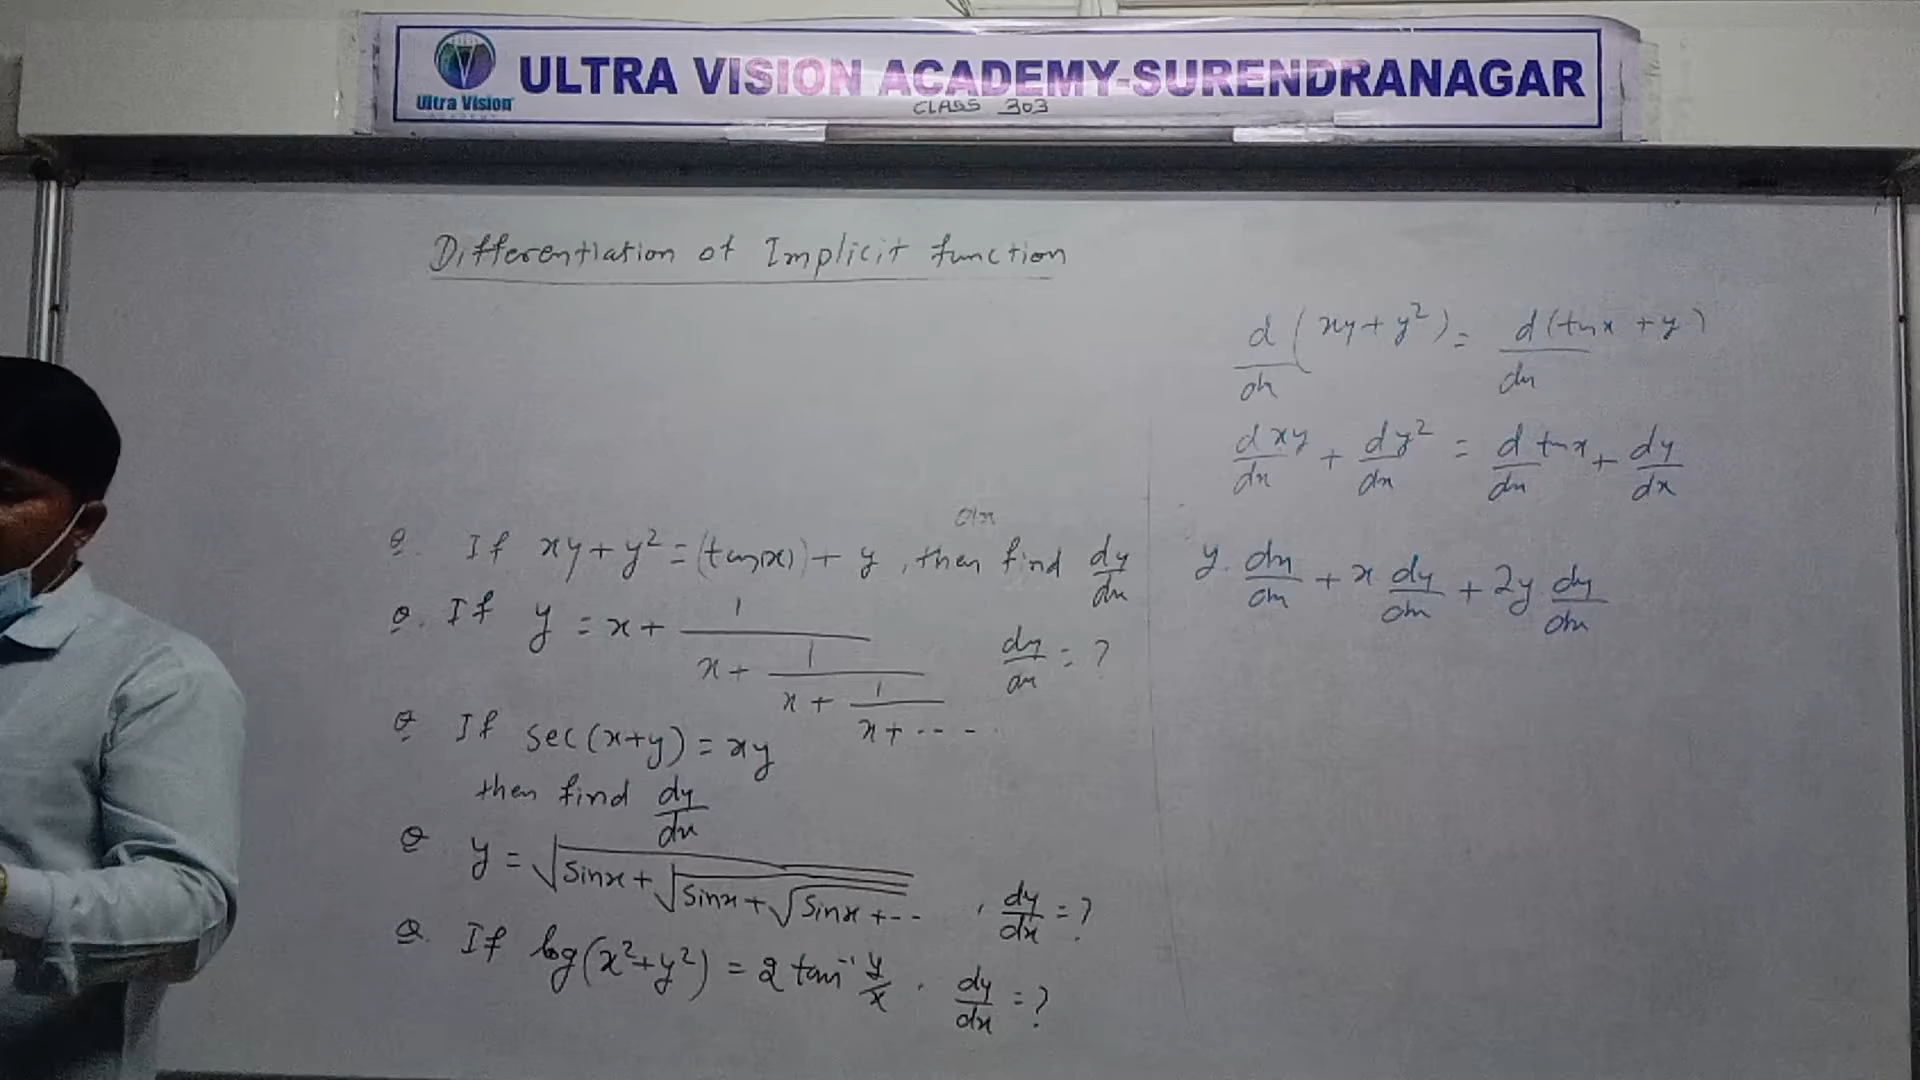 ULTRA VISION ACADEMY-SURENDRANAGAR
Ultra Vision
CLASS 303
Differentiation of Implicit function
d/dx (xy + y²) = d(tanx + y)/dx
dxy/dx + dy²/dx = d/dx tanx + dy/dx
y. dx/dx + x dy/dx + 2y dy/dx
dx
Q. If xy + y² = (tan(x)) + y, then find dy/dx
Q. If y = x + 1/(x + 1/(x + 1/(x + ---- dy/dx = ?
Q If sec(x+y) = xy
then find dy/dx
Q y = √sinx + √sinx + √sinx + -- , dy/dx = ?
Q. If log(x²+y²) = 2 tan⁻¹ y/x . dy/dx = ?